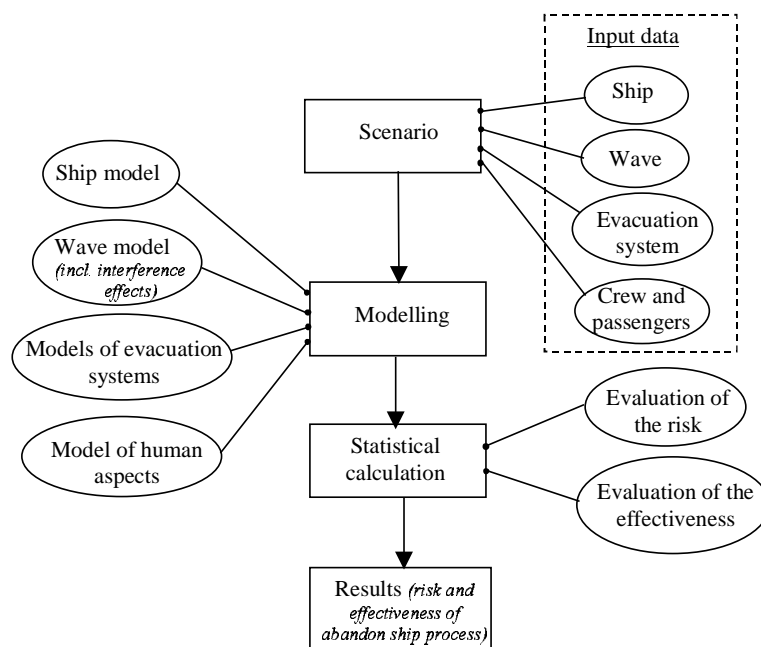 Input data
Ship
Scenario
Wave
Ship model
Evacuation
system
Wave model
(incl. interference
effects)
Crew and
passengers
Modelling
Models of evacuation
systems
Evaluation of
the risk
Model of human
aspects
Statistical
calculation
Evaluation of the
effectiveness
Results (risk and
effectiveness of
abandon ship process)